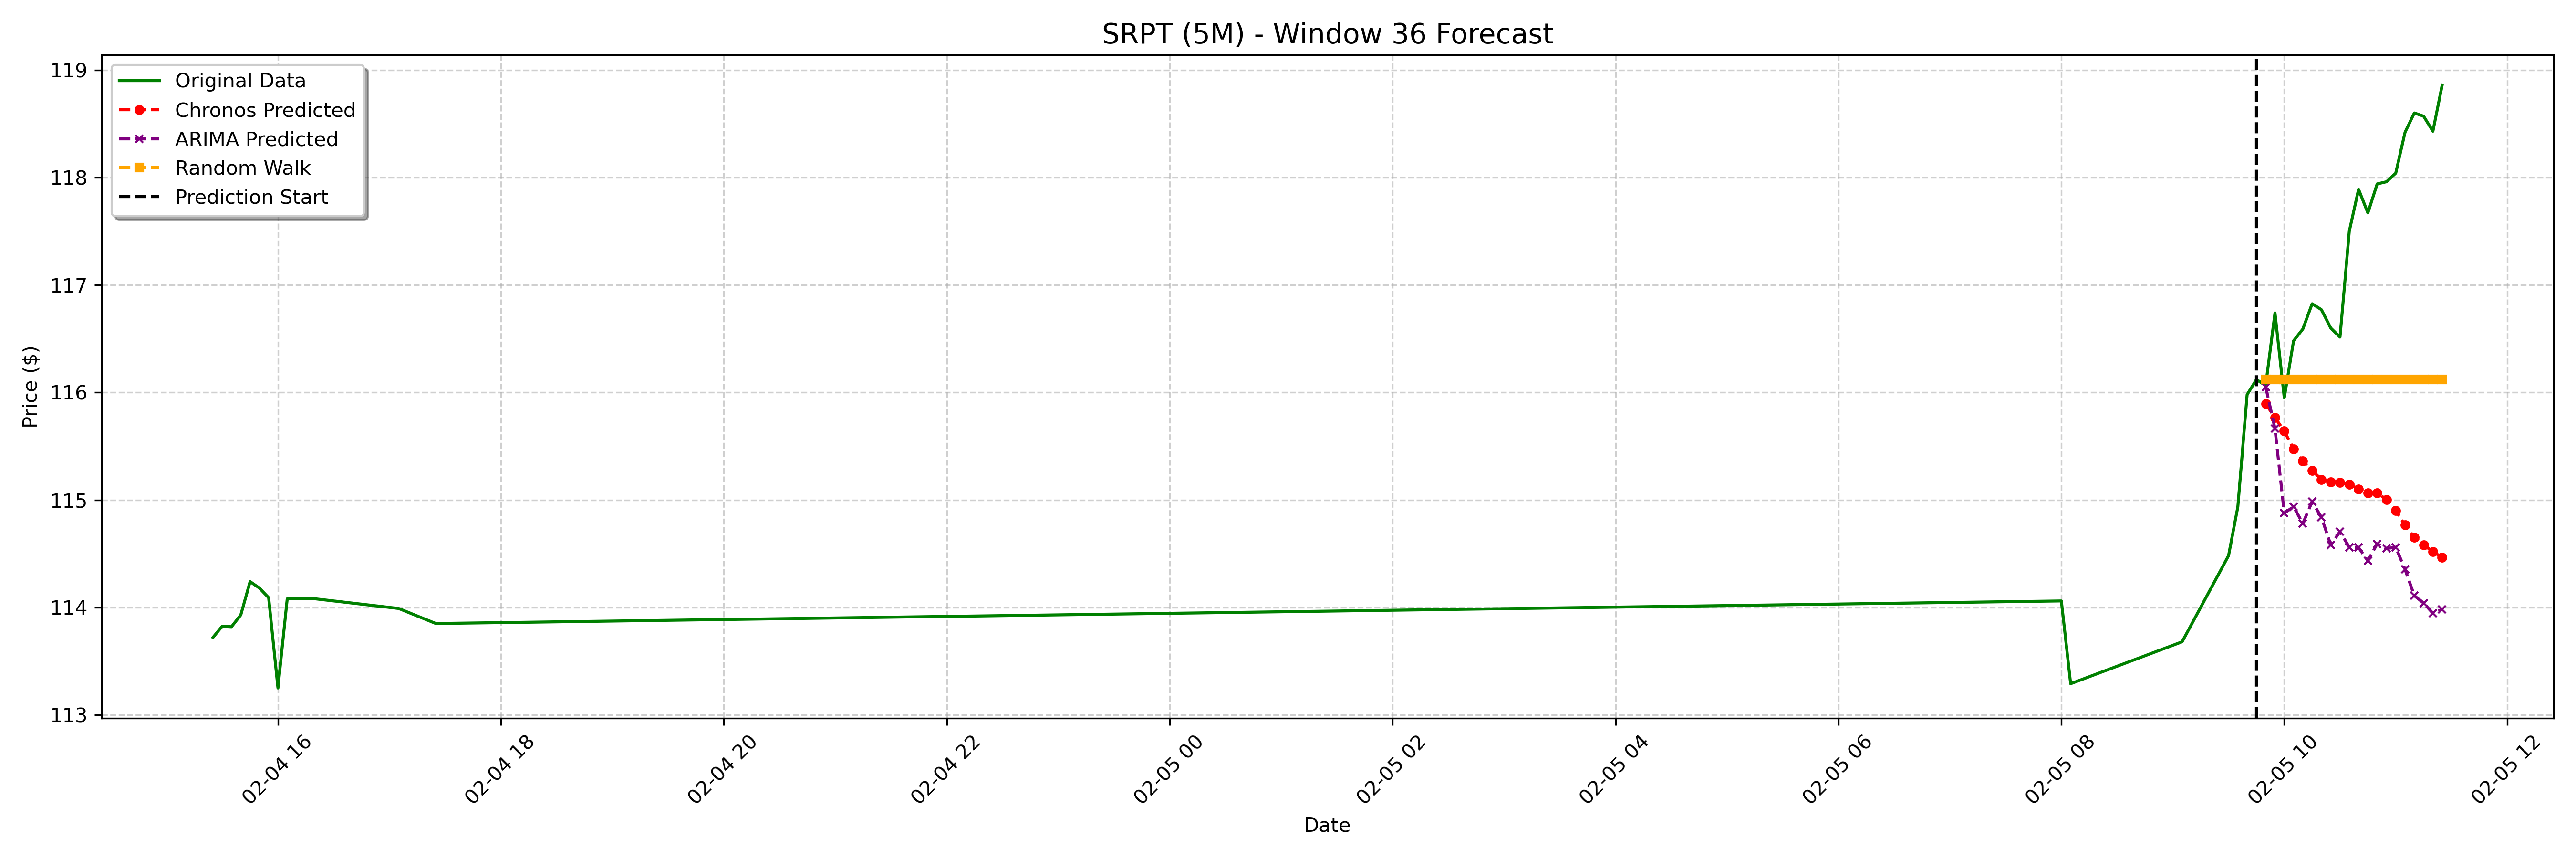 SRPT (5M) - Window 36 Forecast
Original Data
Chronos Predicted
ARIMA Predicted
Random Walk
Prediction Start
Price ($)
119
118
117
116
115
114
113
02-04 16
02-04 18
02-04 20
02-04 22
02-05 00
02-05 02
02-05 04
02-05 06
02-05 08
02-05 10
02-05 12
Date